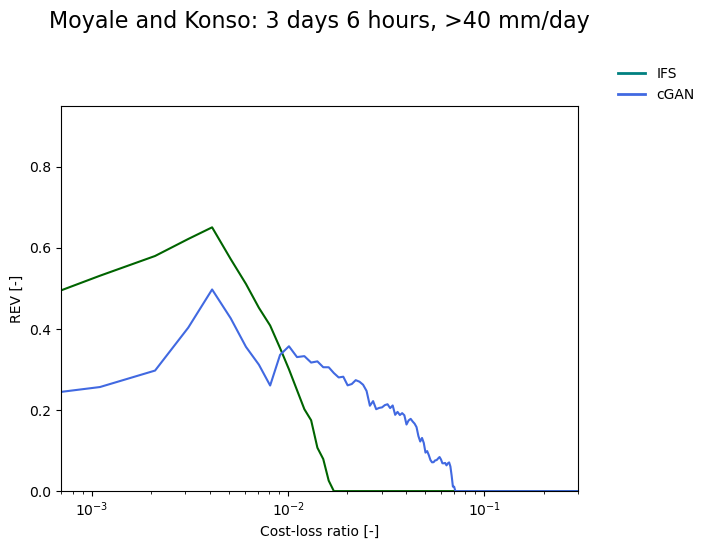 Moyale and Konso: 3 days 6 hours, >40 mm/day
IFS
cGAN
0.8
0.6
0.4
0.2
0.0
REV [-]
10⁻³
10⁻²
10⁻¹
Cost-loss ratio [-]